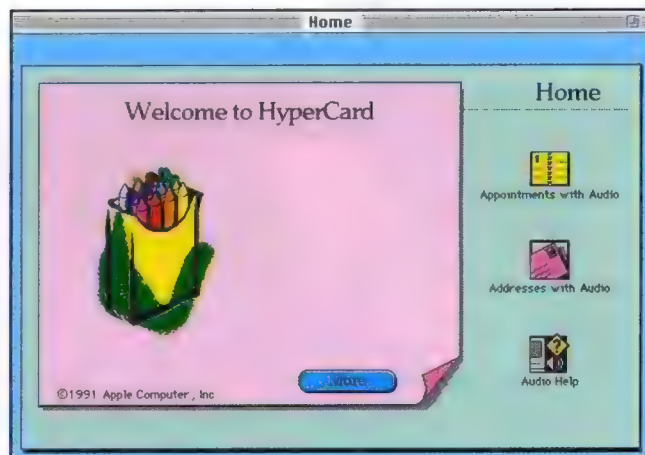 Home
Welcome to HyperCard
©1991 Apple Computer, Inc
More
Home
Appointments with Audio
Addresses with Audio
Audio Help